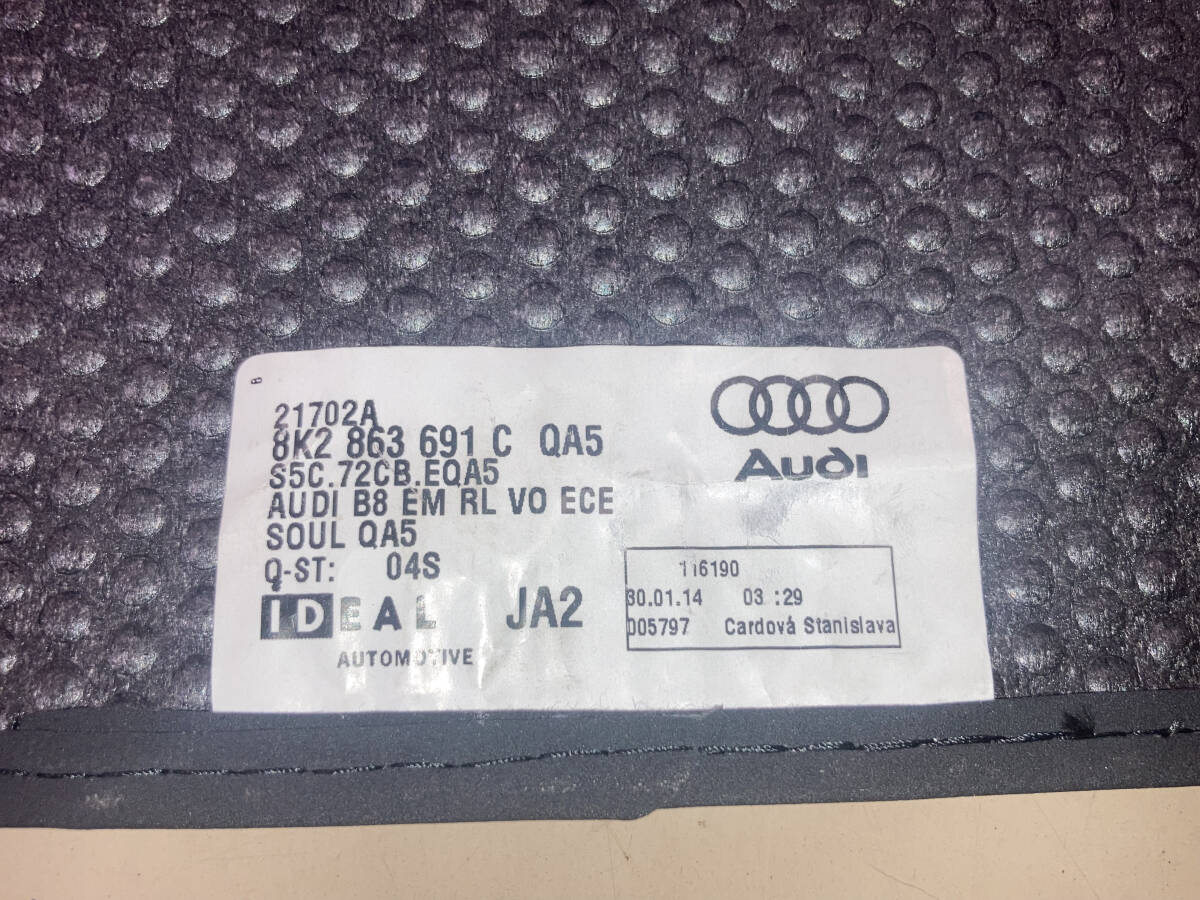 21702A
8K2 863 691 C QA5
S5C.72CB.EQA5
AUDI B8 EM RL VO ECE
SOUL QA5
Q-ST: 04S
IDEAL JA2
AUTOMOTIVE
Audi
116190
30.01.14 03 :29
005797 Cardová Stanislava